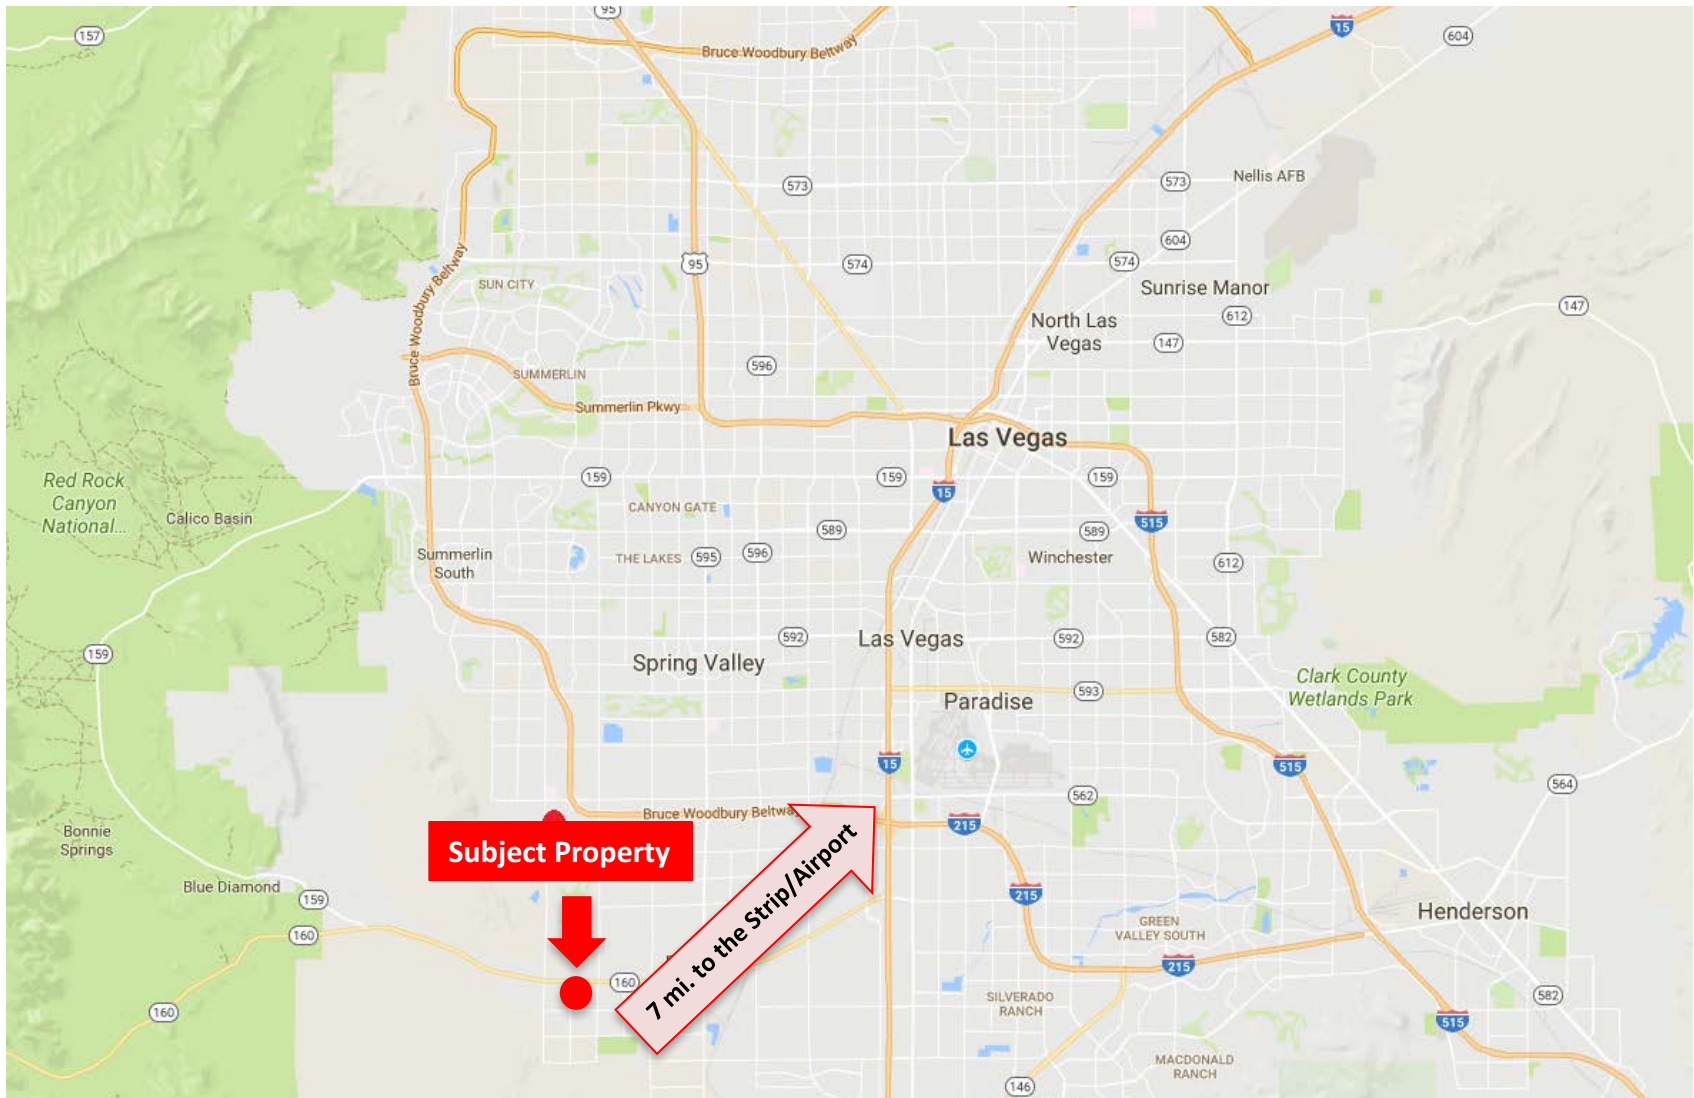 95
15
157
604
Bruce Woodbury Beltway
573
573
Nellis AFB
604
95
574
574
Bruce Woodbury Beltway
SUN CITY
Sunrise Manor
147
612
North Las
Vegas
147
596
SUMMERLIN
Summerlin Pkwy
Las Vegas
159
159
159
Red Rock
Canyon
National...
15
CANYON GATE
Calico Basin
515
589
589
Summerlin
South
THE LAKES
595
596
Winchester
612
592
Las Vegas
592
582
159
Spring Valley
Clark County
Wetlands Park
593
Paradise
15
515
562
564
Bruce Woodbury Beltwa
215
Bonnie
Springs
Subject Property
7 mi. to the Strip/Airport
Blue Diamond
159
215
Henderson
GREEN
VALLEY SOUTH
160
215
160
SILVERADO
RANCH
582
160
515
MACDONALD
RANCH
146